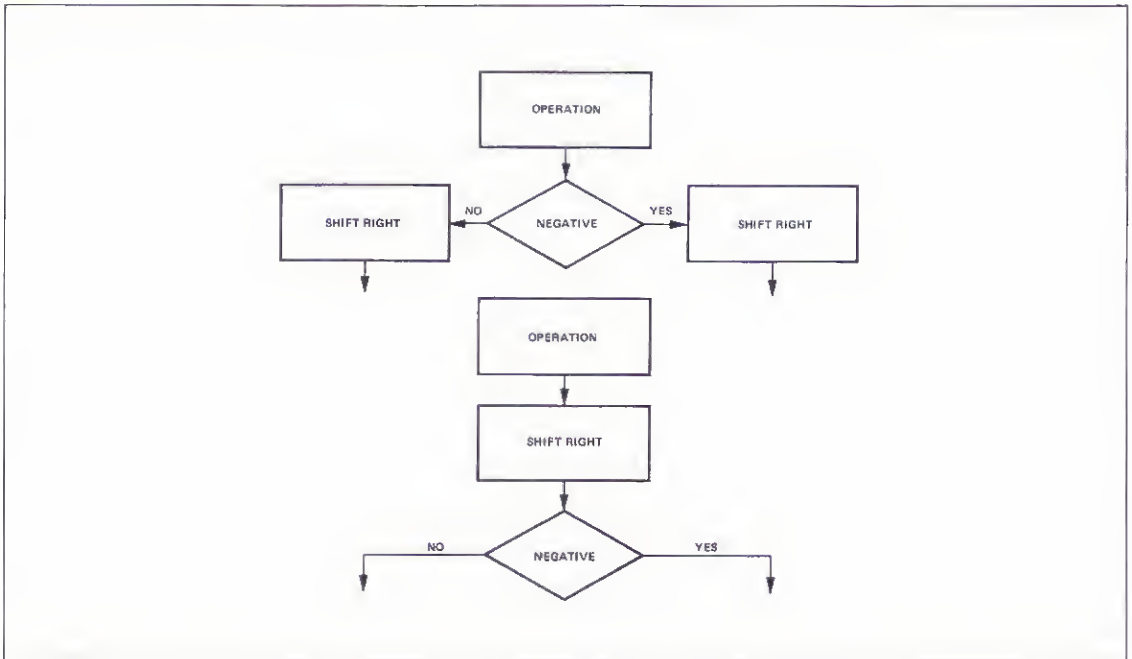 OPERATION
SHIFT RIGHT
NO
NEGATIVE
YES
SHIFT RIGHT
OPERATION
SHIFT RIGHT
NO
NEGATIVE
YES